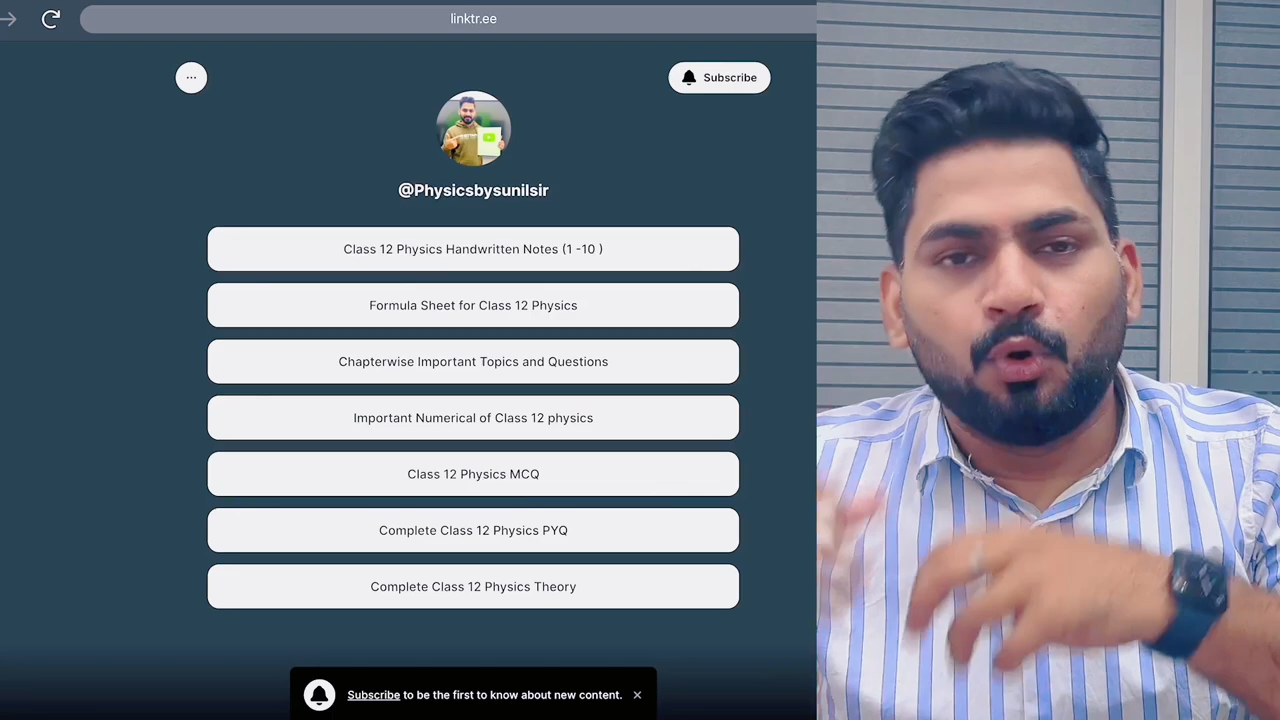 linktr.ee
...
Subscribe
@Physicsbysunilsir
Class 12 Physics Handwritten Notes (1 -10 )
Formula Sheet for Class 12 Physics
Chapterwise Important Topics and Questions
Important Numerical of Class 12 physics
Class 12 Physics MCQ
Complete Class 12 Physics PYQ
Complete Class 12 Physics Theory
Subscribe to be the first to know about new content.